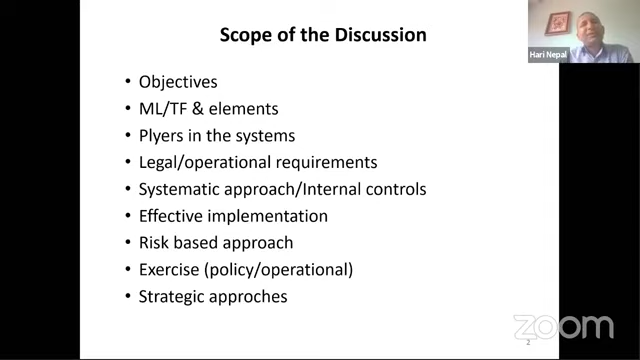 Scope of the Discussion
Hari Nepal
• Objectives
• ML/TF & elements
• Plyers in the systems
• Legal/operational requirements
• Systematic approach/Internal controls
• Effective implementation
• Risk based approach
• Exercise (policy/operational)
• Strategic approches
zoom
2